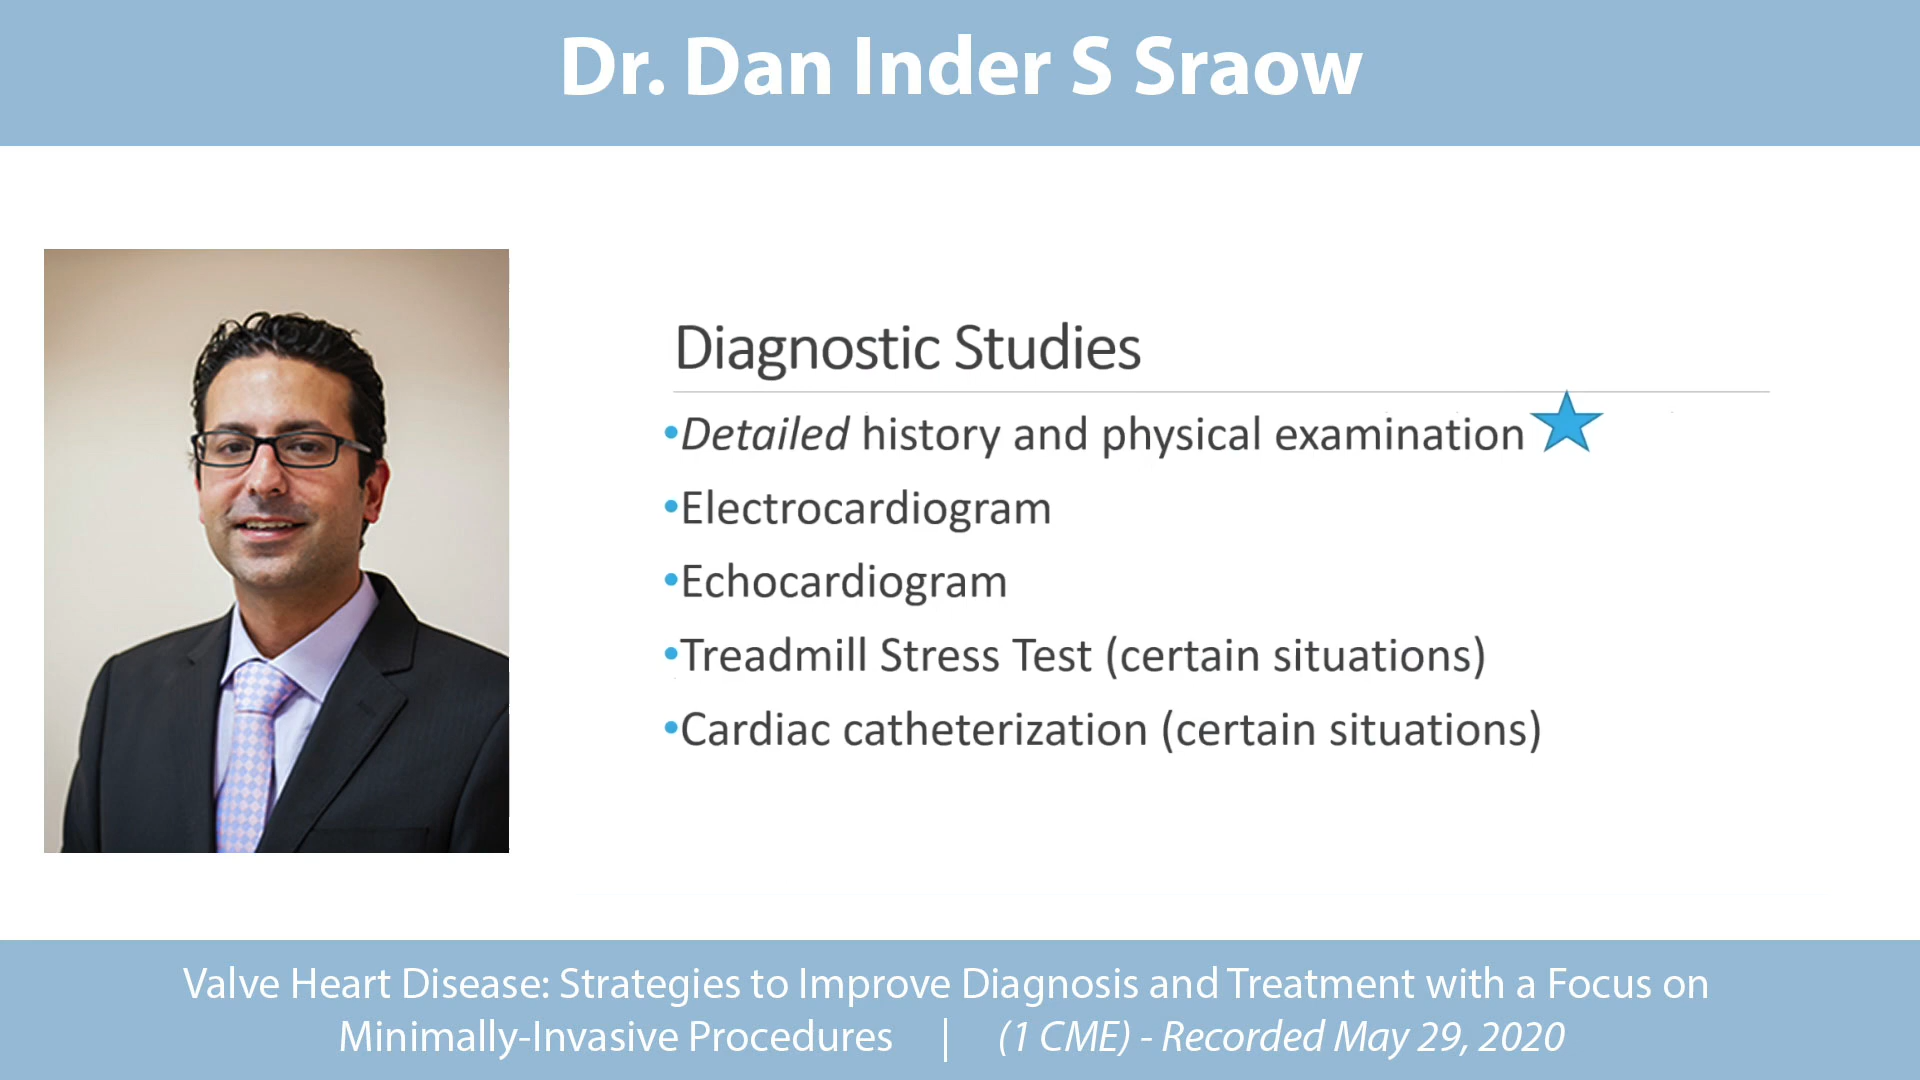 Dr. Dan Inder S Sraow
Diagnostic Studies
•Detailed history and physical examination
•Electrocardiogram
•Echocardiogram
•Treadmill Stress Test (certain situations)
•Cardiac catheterization (certain situations)
Valve Heart Disease: Strategies to Improve Diagnosis and Treatment with a Focus on
Minimally-Invasive Procedures | (1 CME) - Recorded May 29, 2020